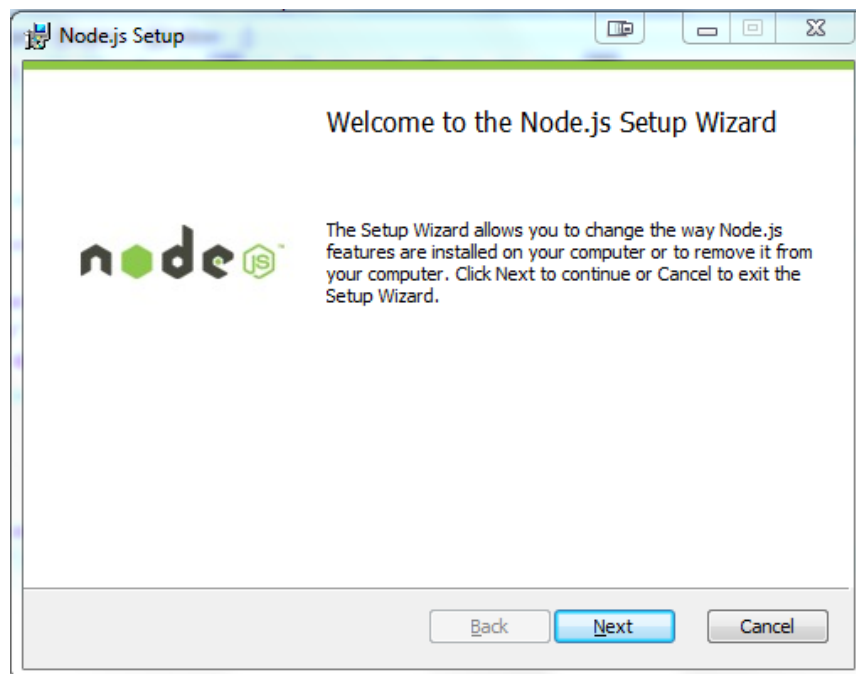 Node.js Setup
Welcome to the Node.js Setup Wizard
node JS™
The Setup Wizard allows you to change the way Node.js
features are installed on your computer or to remove it from
your computer. Click Next to continue or Cancel to exit the
Setup Wizard.
Back Next Cancel